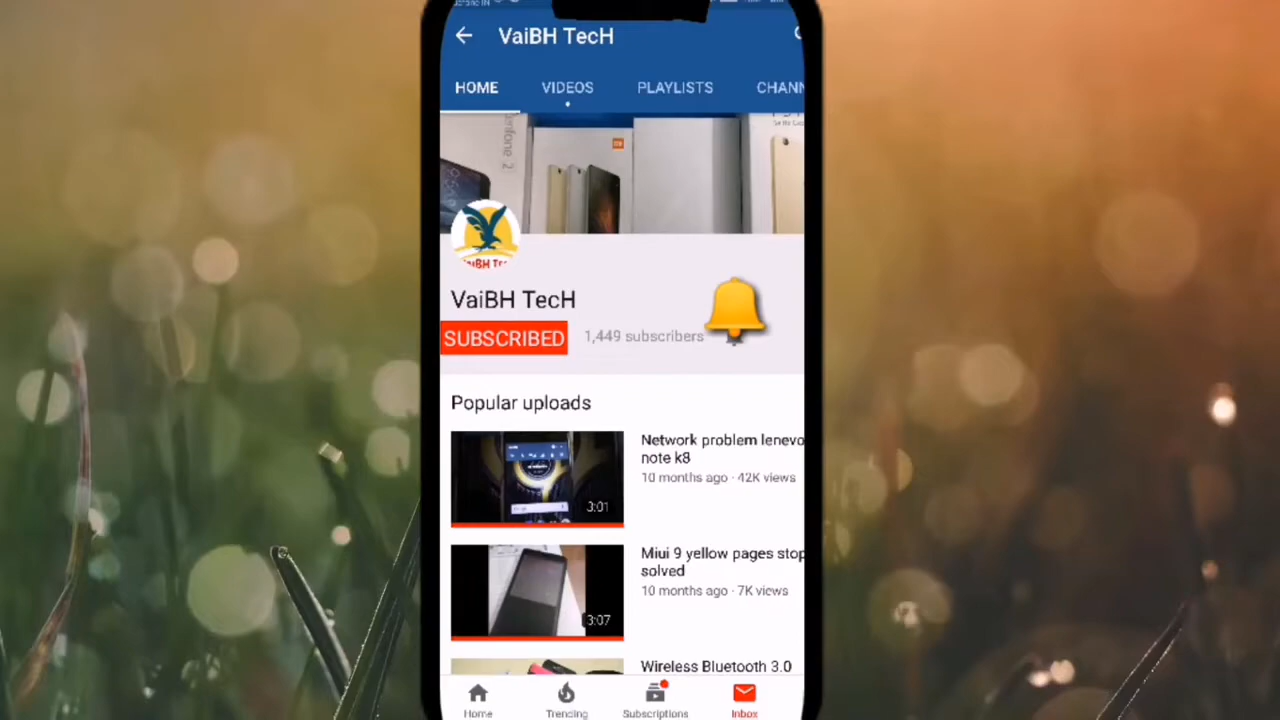 VaiBH TecH
HOME VIDEOS PLAYLISTS CHANN
VaiBH TecH
SUBSCRIBED 1,449 subscribers
Popular uploads
Network problem lenevo
note k8
10 months ago · 42K views
3:01
Miui 9 yellow pages stop
solved
10 months ago · 7K views
3:07
Wireless Bluetooth 3.0
Home Trending Subscriptions Inbox